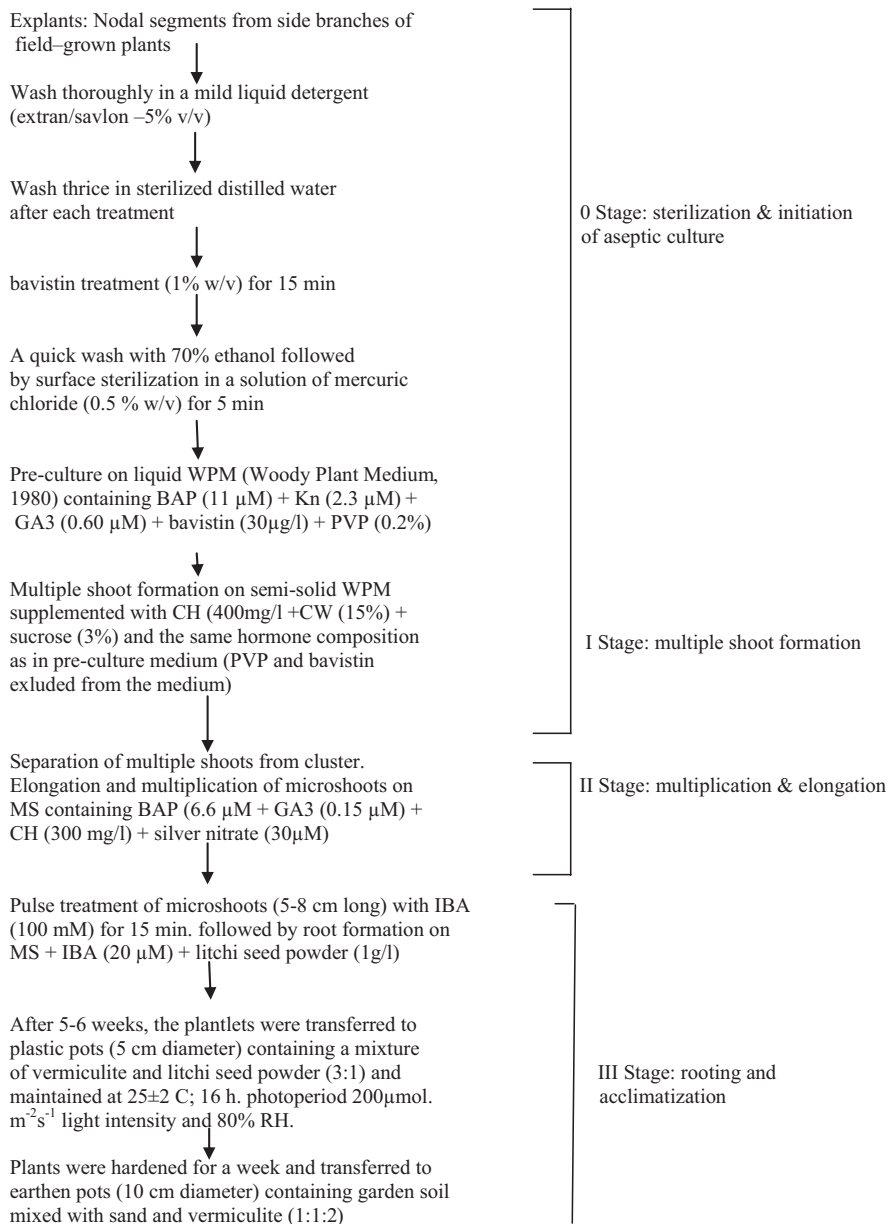 Explants: Nodal segments from side branches of
field–grown plants
Wash thoroughly in a mild liquid detergent
(extran/savlon –5% v/v)
Wash thrice in sterilized distilled water
after each treatment
0 Stage: sterilization & initiation
of aseptic culture
bavistin treatment (1% w/v) for 15 min
A quick wash with 70% ethanol followed
by surface sterilization in a solution of mercuric
chloride (0.5 % w/v) for 5 min
Pre-culture on liquid WPM (Woody Plant Medium,
1980) containing BAP (11 µM) + Kn (2.3 µM) +
GA3 (0.60 µM) + bavistin (30µg/l) + PVP (0.2%)
Multiple shoot formation on semi-solid WPM
supplemented with CH (400mg/l +CW (15%) +
sucrose (3%) and the same hormone composition
as in pre-culture medium (PVP and bavistin
exluded from the medium)
I Stage: multiple shoot formation
Separation of multiple shoots from cluster.
Elongation and multiplication of microshoots on
MS containing BAP (6.6 µM + GA3 (0.15 µM) +
CH (300 mg/l) + silver nitrate (30µM)
II Stage: multiplication & elongation
Pulse treatment of microshoots (5-8 cm long) with IBA
(100 mM) for 15 min. followed by root formation on
MS + IBA (20 µM) + litchi seed powder (1g/l)
After 5-6 weeks, the plantlets were transferred to
plastic pots (5 cm diameter) containing a mixture
of vermiculite and litchi seed powder (3:1) and
maintained at 25±2 C; 16 h. photoperiod 200µmol.
m⁻²s⁻¹ light intensity and 80% RH.
III Stage: rooting and
acclimatization
Plants were hardened for a week and transferred to
earthen pots (10 cm diameter) containing garden soil
mixed with sand and vermiculite (1:1:2)